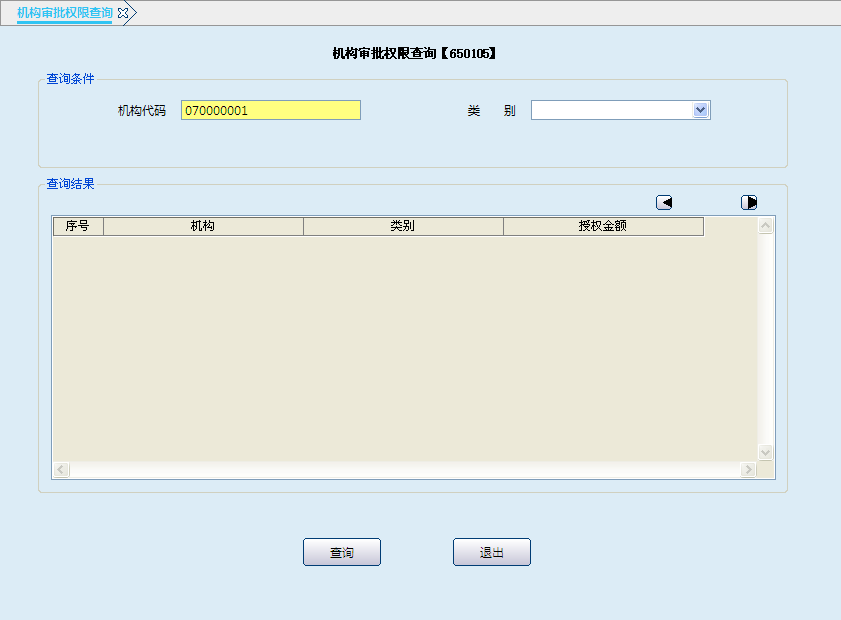 机构审批权限查询
机构审批权限查询【650105】
查询条件
机构代码 070000001 类 别
查询结果
序号 机构 类别 授权金额
查询 退出